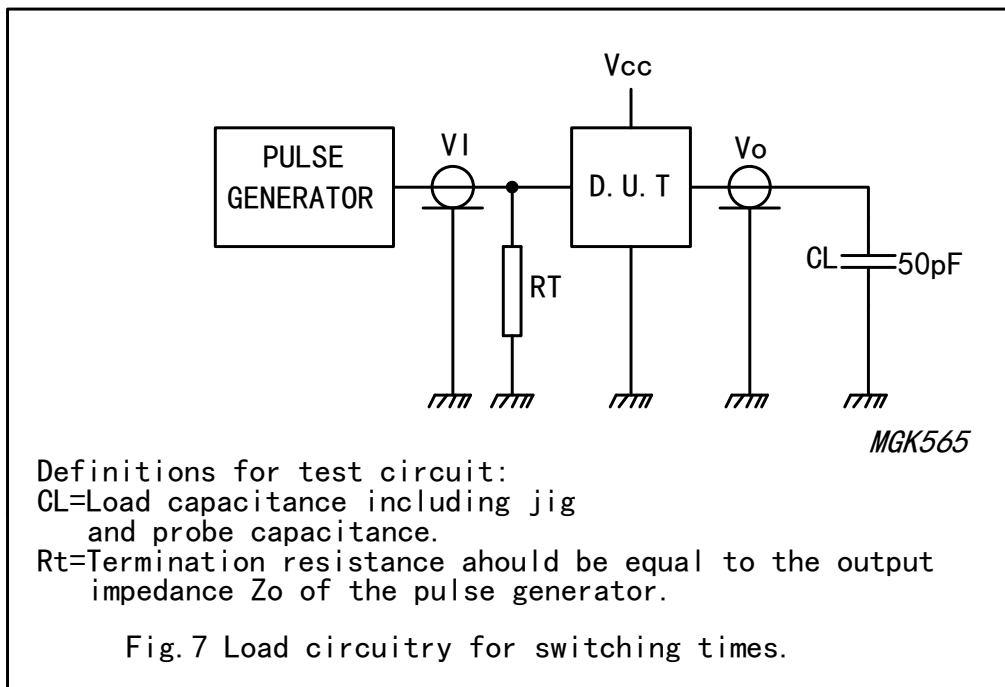 Vcc
PULSE
GENERATOR
VI
D.U.T
Vo
RT
CL
50pF
MGK565
Definitions for test circuit:
CL=Load capacitance including jig
and probe capacitance.
Rt=Termination resistance ahould be equal to the output
impedance Zo of the pulse generator.
Fig.7 Load circuitry for switching times.